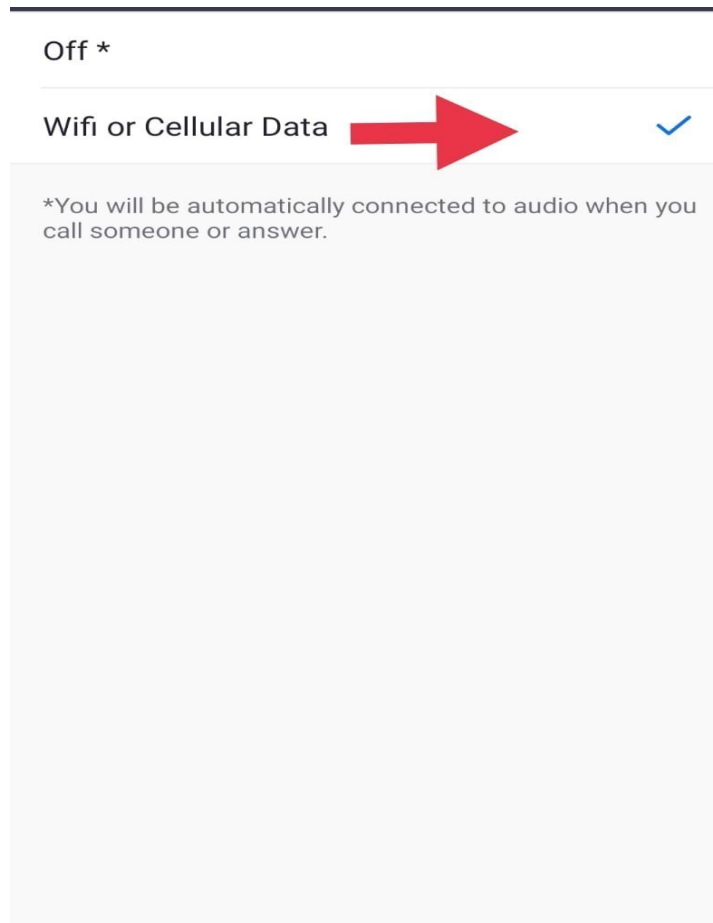 Off *
Wifi or Cellular Data
*You will be automatically connected to audio when you
call someone or answer.